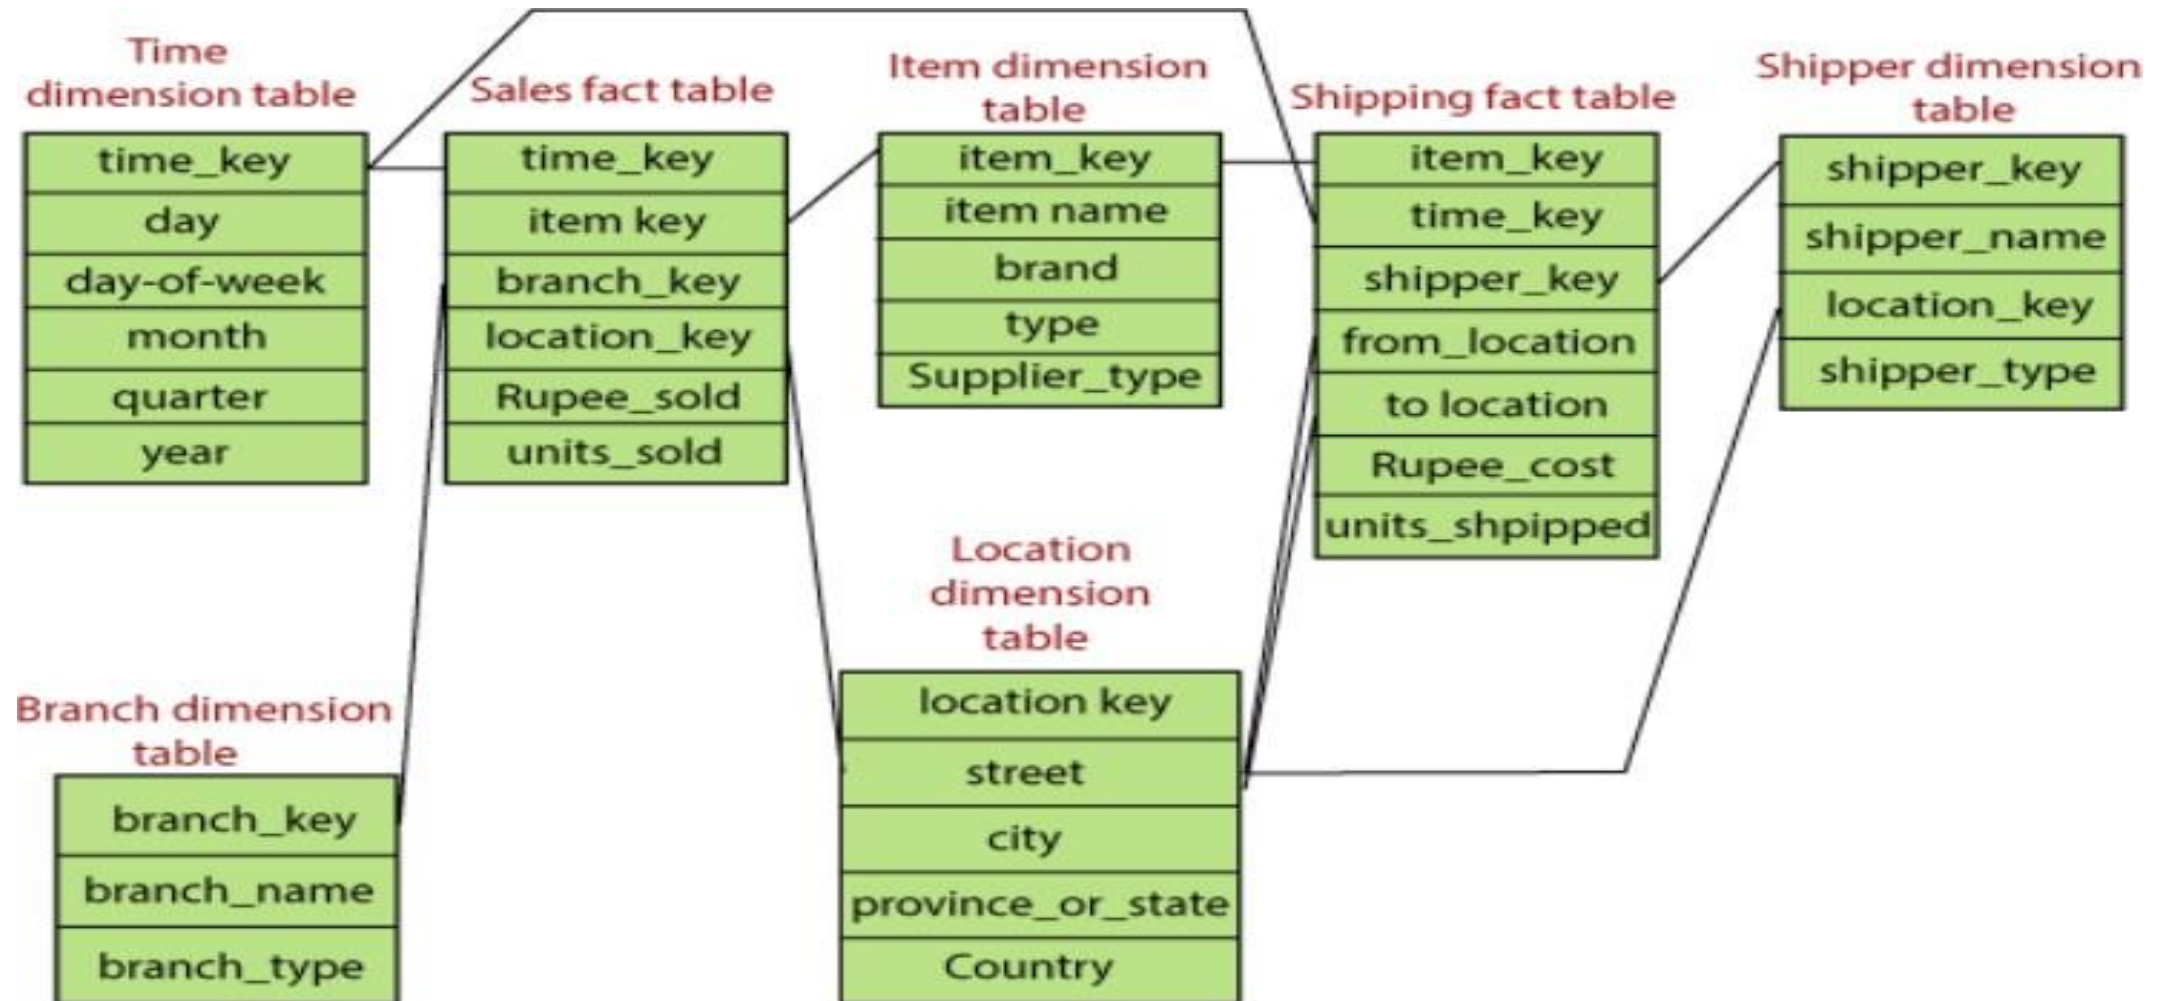 Time
dimension table
time_key
day
day-of-week
month
quarter
year
Sales fact table
time_key
item key
branch_key
location_key
Rupee_sold
units_sold
Item dimension
table
item_key
item name
brand
type
Supplier_type
Shipping fact table
item_key
time_key
shipper_key
from_location
to location
Rupee_cost
units_shpipped
Shipper dimension
table
shipper_key
shipper_name
location_key
shipper_type
Branch dimension
table
branch_key
branch_name
branch_type
Location
dimension
table
location key
street
city
province_or_state
Country